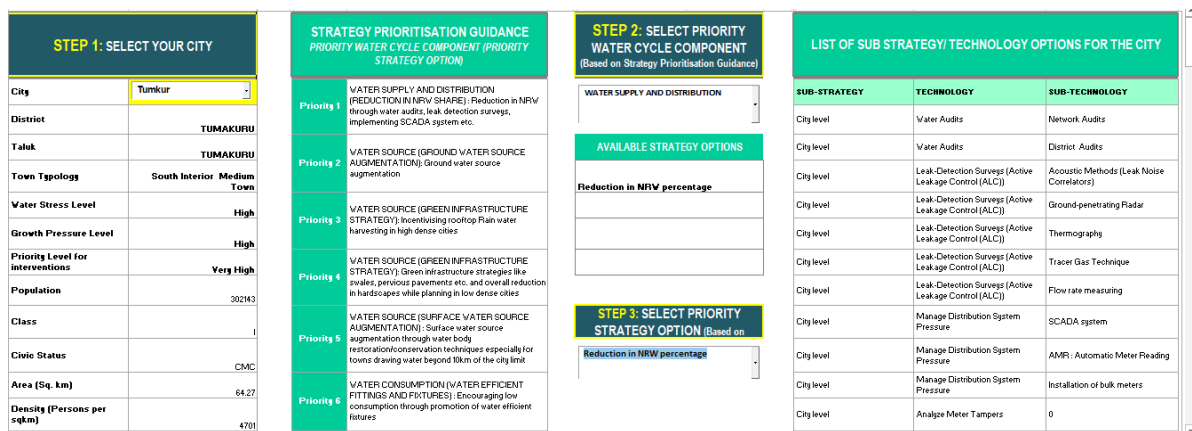 STEP 1: SELECT YOUR CITY
City
Tumkur
District
TUMAKURU
Taluk
TUMAKURU
Town Typology
South Interior Medium
Town
Water Stress Level
High
Growth Pressure Level
High
Priority Level for
interventions
Very High
Population
302143
Class
I
Civic Status
CMC
Area (Sq. km)
64.27
Density (Persons per
sqkm)
4701
STRATEGY PRIORITISATION GUIDANCE
PRIORITY WATER CYCLE COMPONENT (PRIORITY
STRATEGY OPTION)
Priority 1
WATER SUPPLY AND DISTRIBUTION
(REDUCTION IN NRW SHARE) : Reduction in NRW
through water audits, leak detection surveys,
implementing SCADA system etc.
Priority 2
WATER SOURCE (GROUND WATER SOURCE
AUGMENTATION): Ground water source
augmentation
Priority 3
WATER SOURCE (GREEN INFRASTRUCTURE
STRATEGY): Incentivising rooftop Rain water
harvesting in high dense cities
Priority 4
WATER SOURCE (GREEN INFRASTRUCTURE
STRATEGY): Green infrastructure strategies like
swales, pervious pavements etc. and overall reduction
in hardscapes while planning in low dense cities
Priority 5
WATER SOURCE (SURFACE WATER SOURCE
AUGMENTATION) : Surface water source
augmentation through water body
restoration/conservation techniques especially for
towns drawing water beyond 10km of the city limit
Priority 6
WATER CONSUMPTION (WATER EFFICIENT
FITTINGS AND FIXTURES) : Encouraging low
consumption through promotion of water efficient
fixtures
STEP 2: SELECT PRIORITY
WATER CYCLE COMPONENT
(Based on Strategy Prioritisation Guidance)
WATER SUPPLY AND DISTRIBUTION
AVAILABLE STRATEGY OPTIONS
Reduction in NRW percentage
STEP 3: SELECT PRIORITY
STRATEGY OPTION (Based on
Reduction in NRW percentage
LIST OF SUB STRATEGY/ TECHNOLOGY OPTIONS FOR THE CITY
SUB-STRATEGY TECHNOLOGY SUB-TECHNOLOGY
City level Water Audits Network Audits
City level Water Audits District Audits
City level Leak-Detection Surveys (Active Acoustic Methods (Leak Noise
Leakage Control (ALC)) Correlators)
City level Leak-Detection Surveys (Active
Leakage Control (ALC)) Ground-penetrating Radar
City level Leak-Detection Surveys (Active
Leakage Control (ALC)) Thermography
City level Leak-Detection Surveys (Active
Leakage Control (ALC)) Tracer Gas Technique
City level Leak-Detection Surveys (Active
Leakage Control (ALC)) Flow rate measuring
City level Manage Distribution System
Pressure SCADA system
City level Manage Distribution System
Pressure AMR : Automatic Meter Reading
City level Manage Distribution System
Pressure Installation of bulk meters
City level Analyze Meter Tampers 0